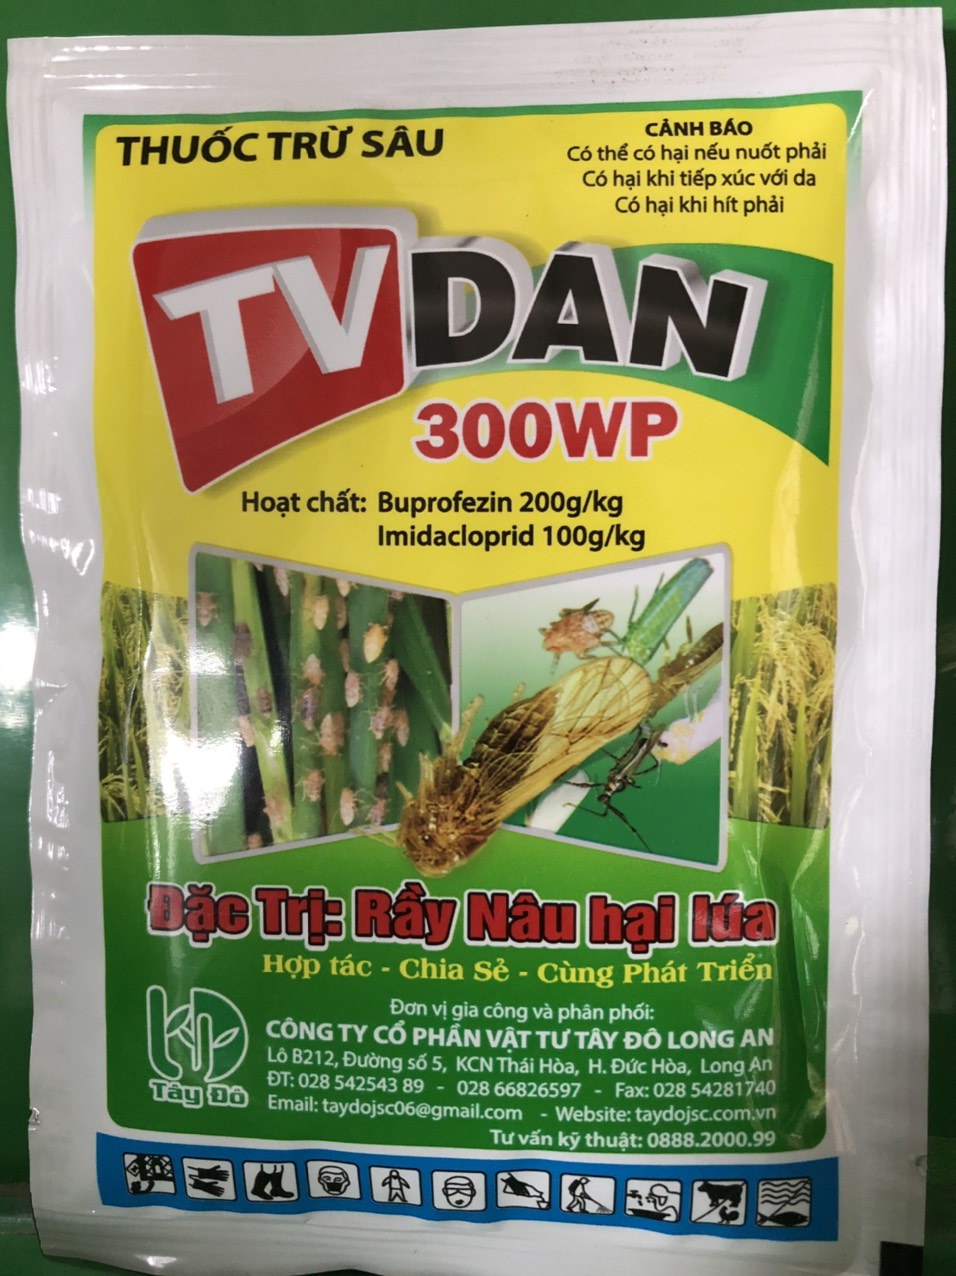 THUỐC TRỪ SÂU
CẢNH BÁO
Có thể có hại nếu nuốt phải
Có hại khi tiếp xúc với da
Có hại khi hít phải
TV DAN
300WP
Hoạt chất: Buprofezin 200g/kg
Imidacloprid 100g/kg
Đặc Trị: Rầy Nâu hại lúa
Hợp tác - Chia Sẻ - Cùng Phát Triển
Đơn vị gia công và phân phối:
CÔNG TY CỔ PHẦN VẬT TƯ TÂY ĐÔ LONG AN
Lô B212, Đường số 5, KCN Thái Hòa, H. Đức Hòa, Long An
ĐT: 028 542543 89 - 028 66826597 - Fax: 028 54281740
Email: taydojsc06@gmail.com - Website: taydojsc.com.vn
Tư vấn kỹ thuật: 0888.2000.99
Tây Đô